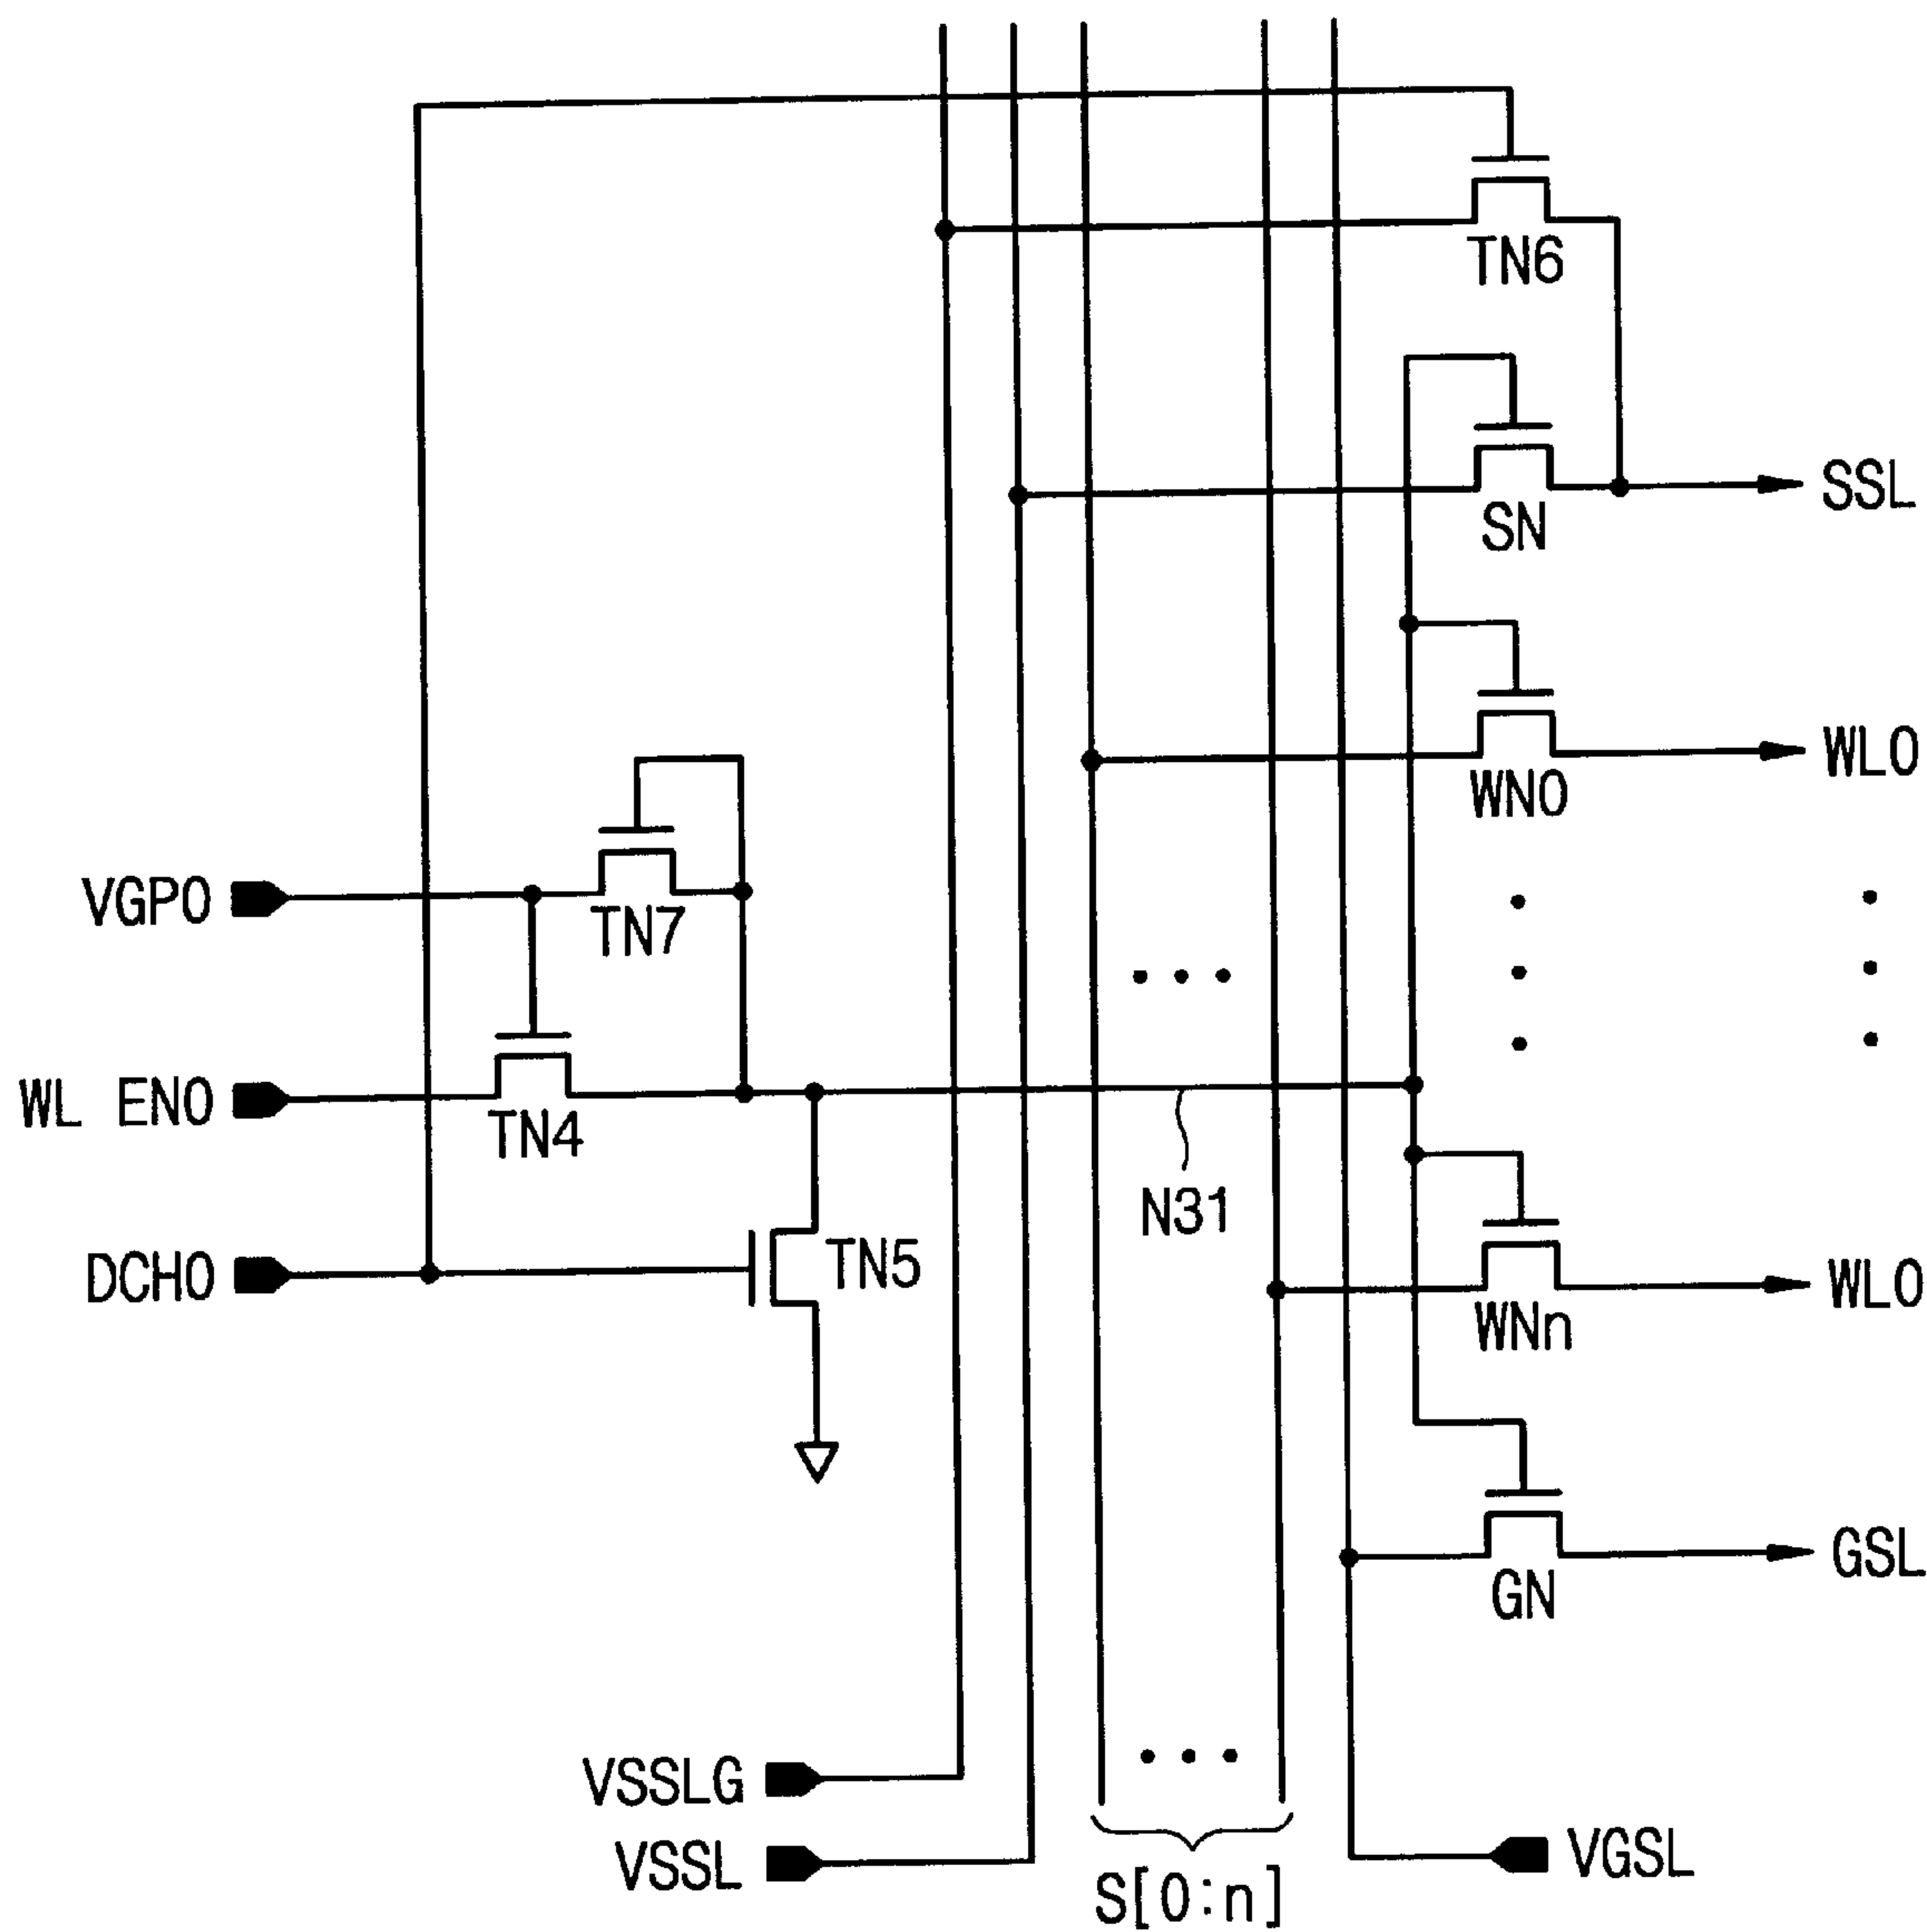 TN6
SSL
SN
WL0
WN0
VGP0
TN7
WL EN0
TN4
N31
DCH0
TN5
WL0
WNn
GSL
GN
VSSLG
VSSL
VGSL
S[0:n]